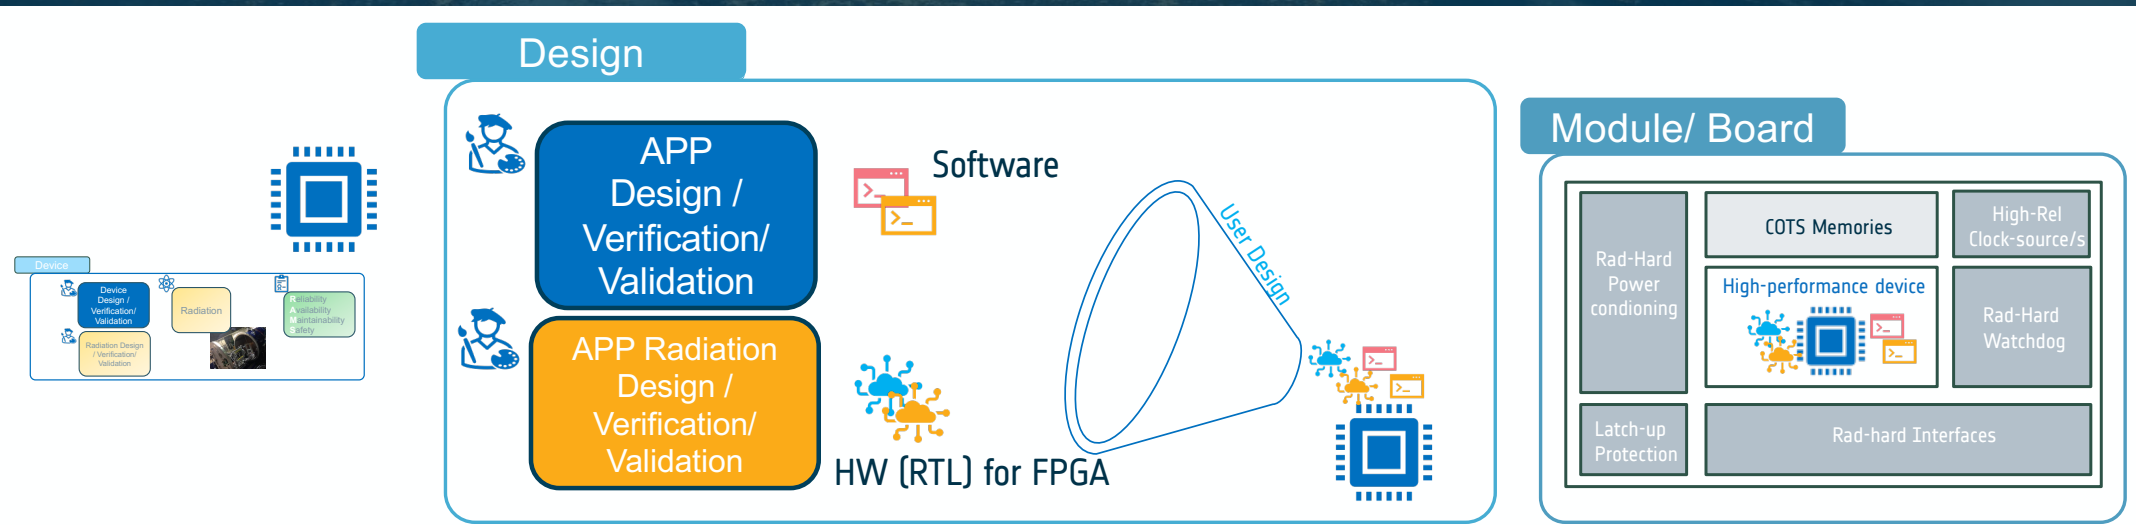 Device
Device
Design /
Verification/
Validation
Radiation Design
/ Verification/
Validation
Radiation
Reliability
Availability
Maintainability
Safety
Design
APP
Design /
Verification/
Validation
APP Radiation
Design /
Verification/
Validation
Software
HW (RTL) for FPGA
User Design
Module/ Board
Rad-Hard
Power
condioning
Latch-up
Protection
COTS Memories
High-performance device
High-Rel
Clock-source/s
Rad-Hard
Watchdog
Rad-hard Interfaces